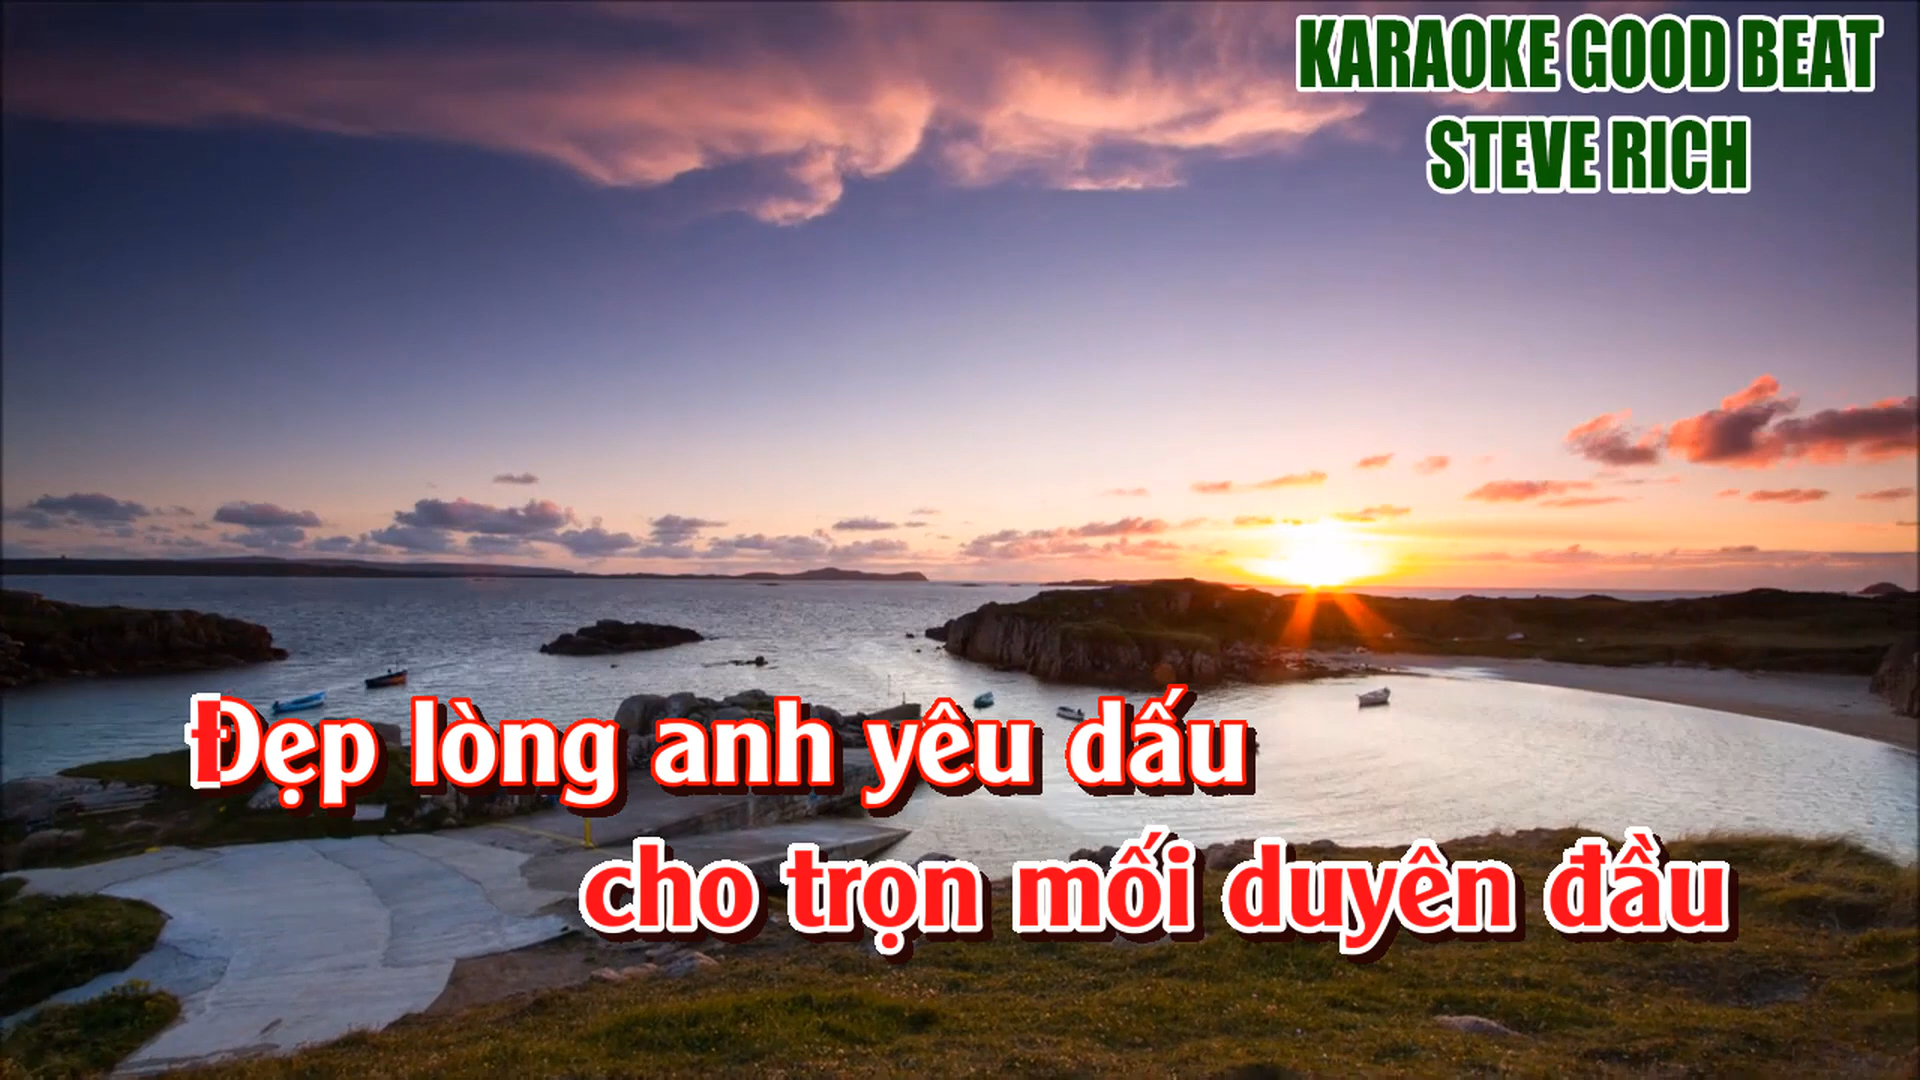 KARAOKE GOOD BEAT
STEVE RICH
Đẹp lòng anh yêu dấu
cho trọn mối duyên đầu